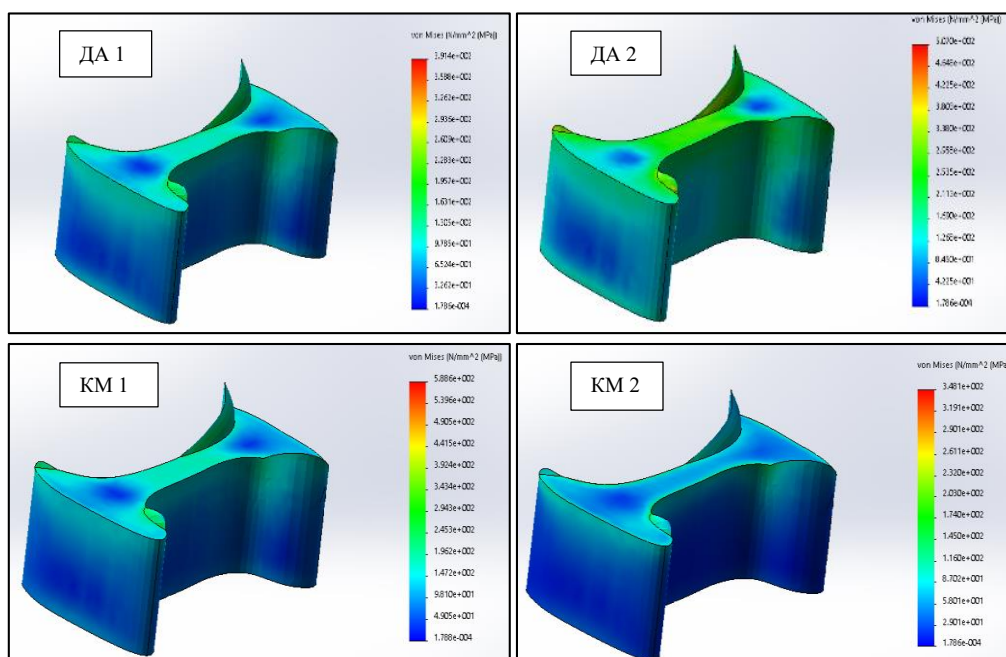 ДА 1
von Mises (N/mm^2 (MPa))
3.914e+002
3.588e+002
3.262e+002
2.936e+002
2.609e+002
2.283e+002
1.957e+002
1.631e+002
1.305e+002
9.785e+001
6.524e+001
3.262e+001
1.786e-004
ДА 2
von Mises (N/mm^2 (MPa))
5.070e+002
4.648e+002
4.225e+002
3.803e+002
3.380e+002
2.958e+002
2.535e+002
2.113e+002
1.690e+002
1.268e+002
8.450e+001
4.225e+001
1.786e-004
КМ 1
von Mises (N/mm^2 (MPa))
5.886e+002
5.396e+002
4.905e+002
4.415e+002
3.924e+002
3.434e+002
2.943e+002
2.453e+002
1.962e+002
1.472e+002
9.810e+001
4.905e+001
1.788e-004
КМ 2
von Mises (N/mm^2 (MPa
3.481e+002
3.191e+002
2.901e+002
2.611e+002
2.320e+002
2.030e+002
1.740e+002
1.450e+002
1.160e+002
8.702e+001
5.801e+001
2.901e+001
1.786e-004